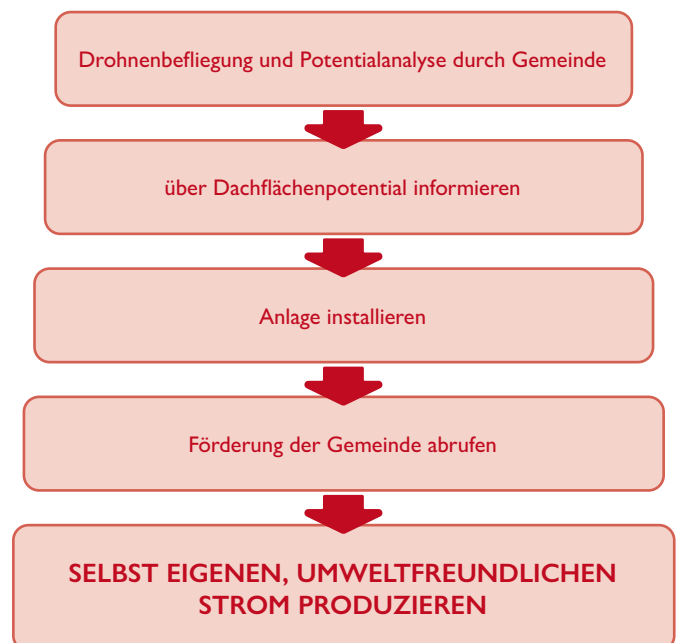 Drohnenbefliegung und Potentialanalyse durch Gemeinde
über Dachflächenpotential informieren
Anlage installieren
Förderung der Gemeinde abrufen
SELBST EIGENEN, UMWELTFREUNDLICHEN
STROM PRODUZIEREN